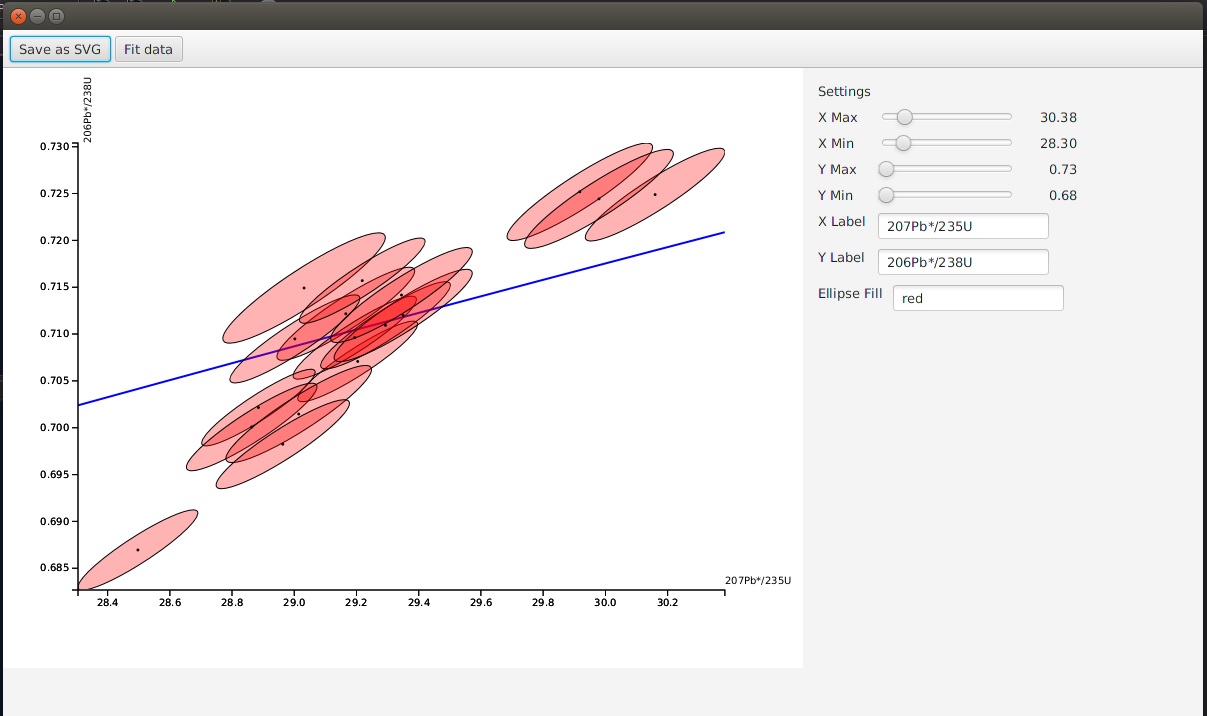 Save as SVG
Fit data
206Pb*/238U
0.730
0.725
0.720
0.715
0.710
0.705
0.700
0.695
0.690
0.685
207Pb*/235U
28.4
28.6
28.8
29.0
29.2
29.4
29.6
29.8
30.0
30.2
Settings
X Max 30.38
X Min 28.30
Y Max 0.73
Y Min 0.68
X Label 207Pb*/235U
Y Label 206Pb*/238U
Ellipse Fill red